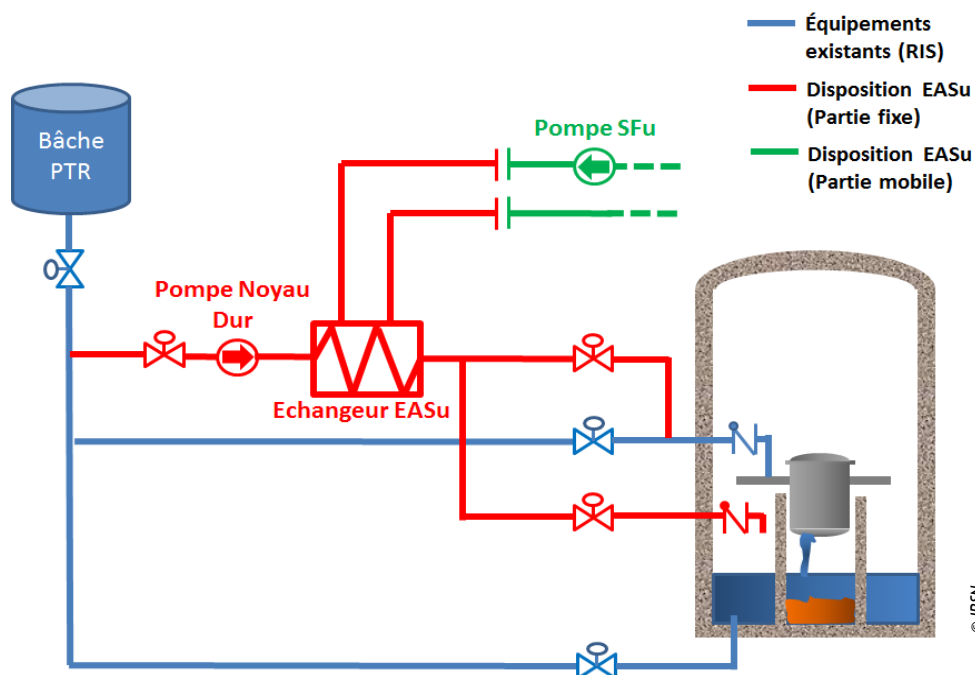 Équipements
existants (RIS)
Disposition EASu
(Partie fixe)
Disposition EASu
(Partie mobile)
Bâche
PTR
Pompe SFu
Pompe Noyau
Dur
Echangeur EASu
© IRSN